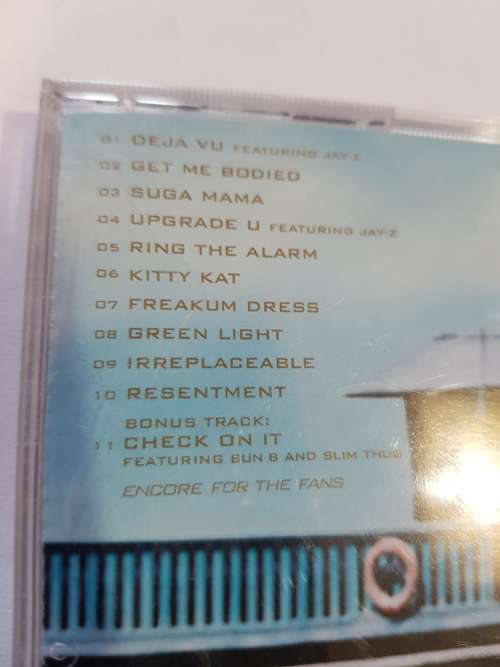 01 DEJA VU FEATURING JAY-Z
02 GET ME BODIED
03 SUGA MAMA
04 UPGRADE U FEATURING JAY-Z
05 RING THE ALARM
06 KITTY KAT
07 FREAKUM DRESS
08 GREEN LIGHT
09 IRREPLACEABLE
10 RESENTMENT
BONUS TRACK:
11 CHECK ON IT
FEATURING BUN B AND SLIM THUG
ENCORE FOR THE FANS